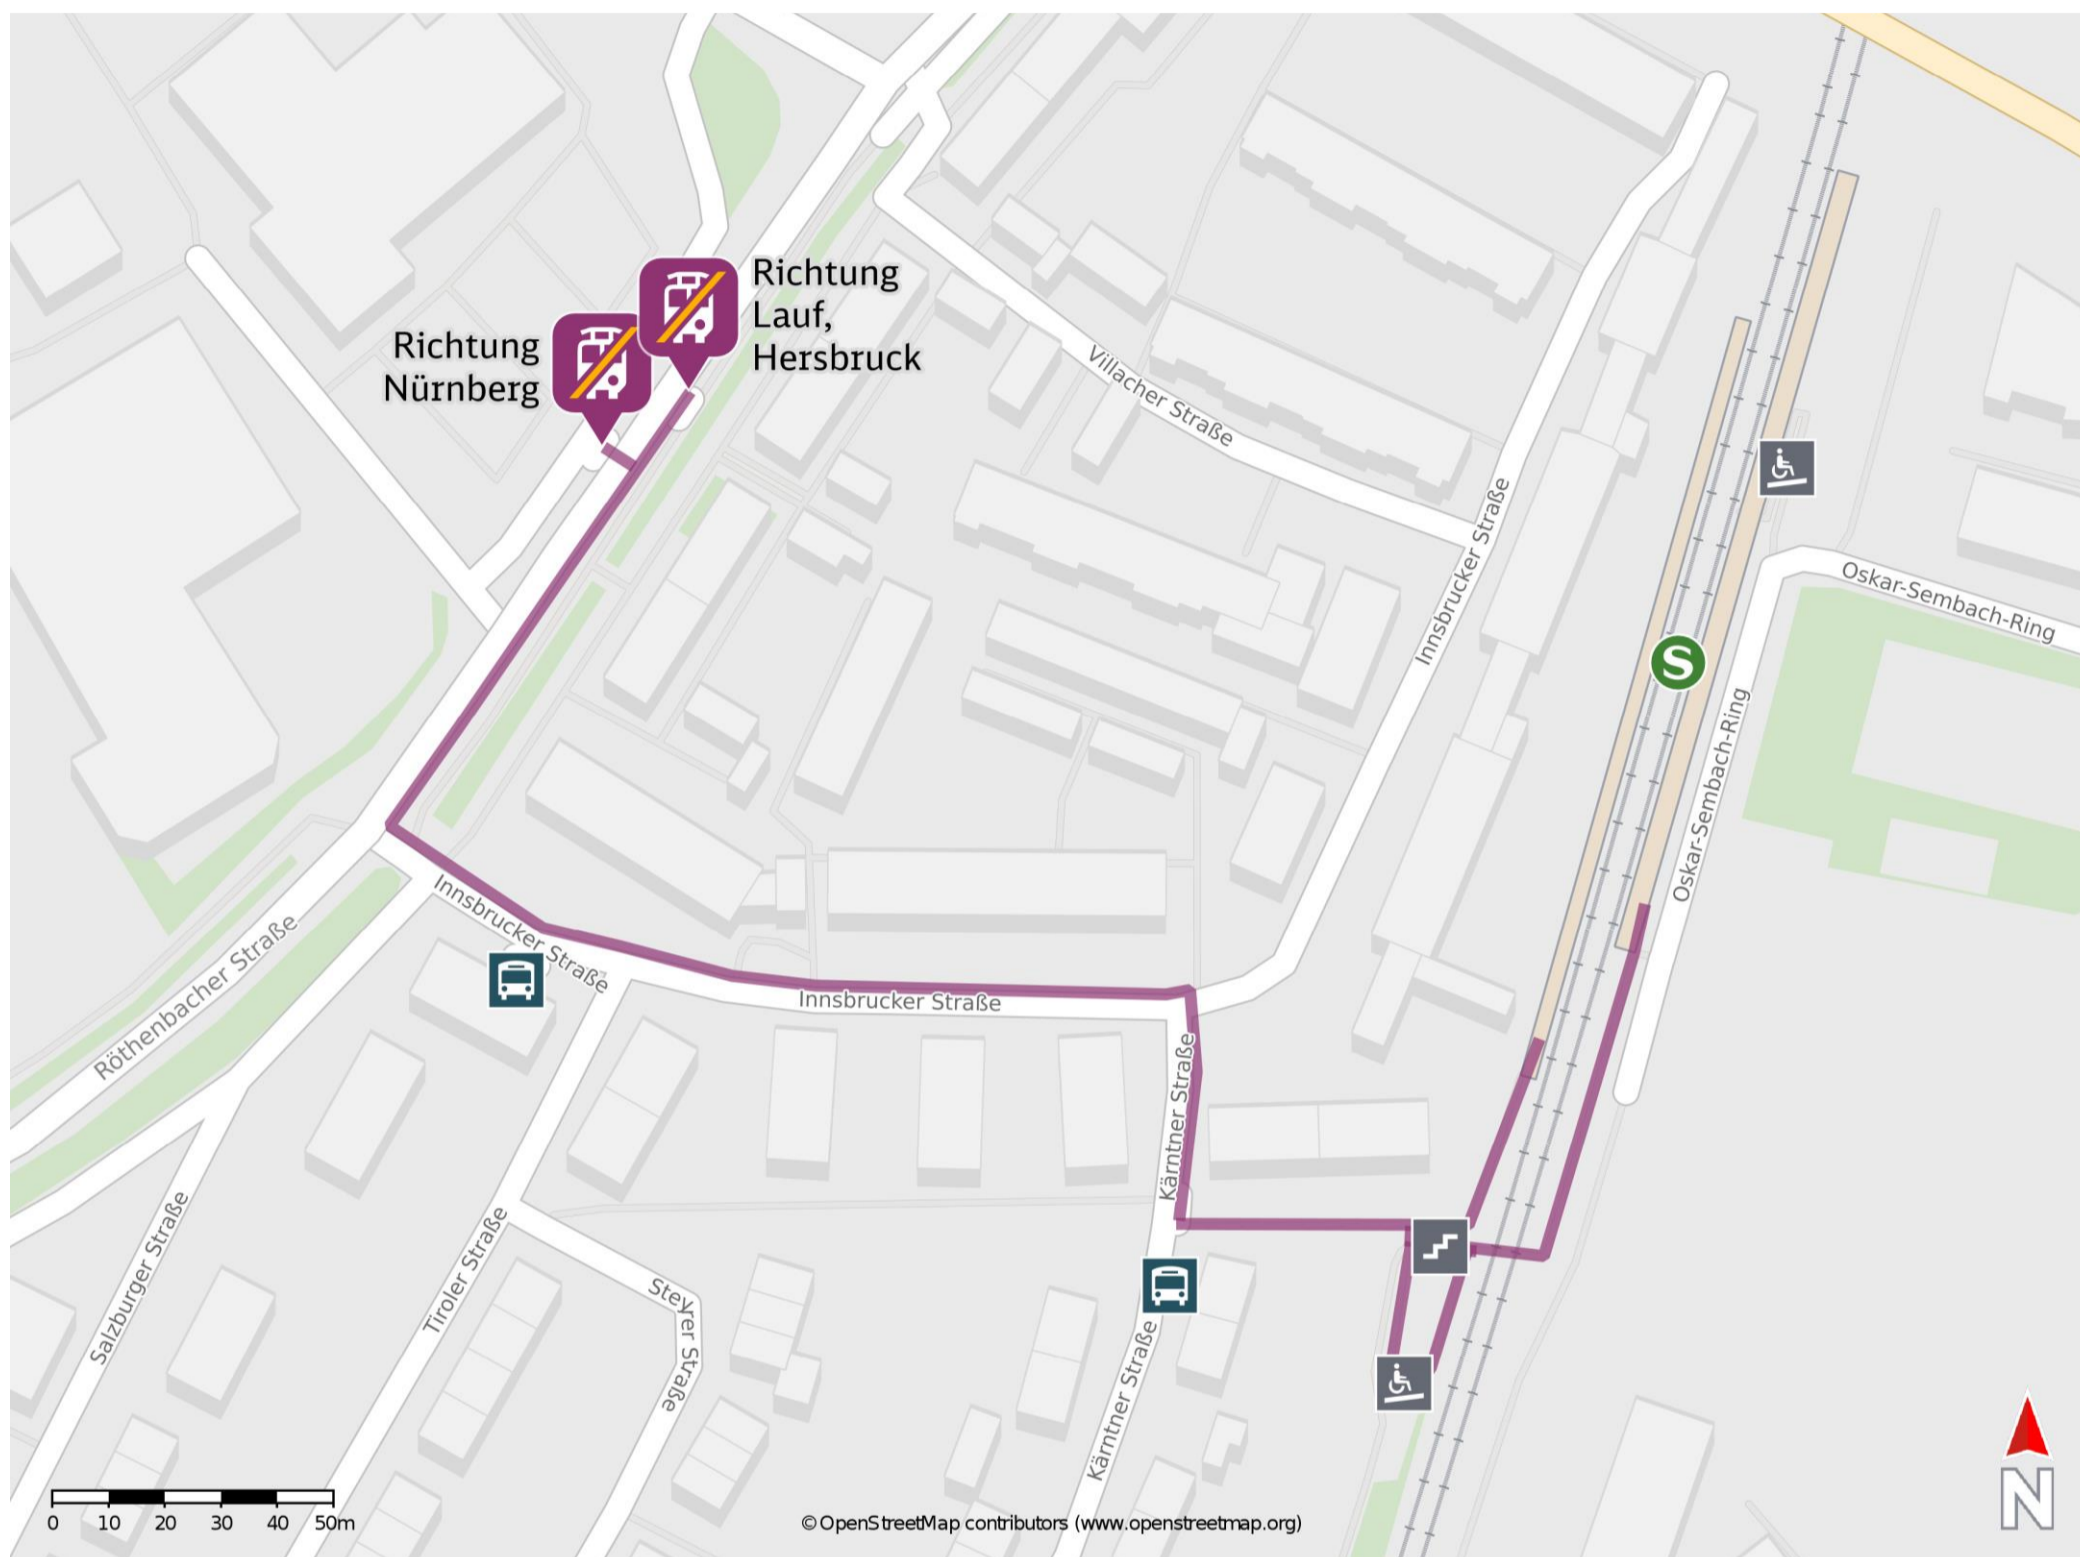 Richtung
Lauf,
Hersbruck
Richtung
Nürnberg
Villacher Straße
Innsbrucker Straße
Oskar-Sembach-Ring
S
Oskar-Sembach-Ring
Innsbrucker Straße
Röthenbacher Straße
Innsbrucker Straße
Kärntner Straße
Salzburger Straße
Tiroler Straße
Steyrer Straße
Kärntner Straße
0 10 20 30 40 50m
© OpenStreetMap contributors (www.openstreetmap.org)
N